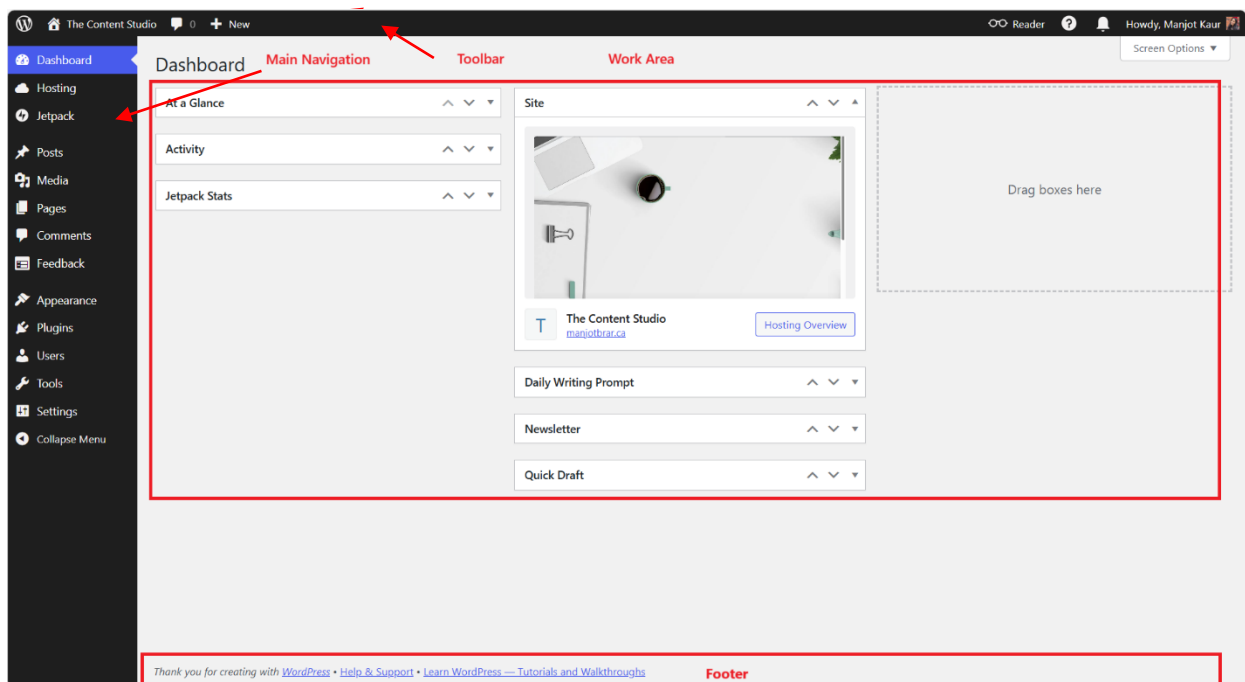 The Content Studio 0 New Reader Howdy, Manjot Kaur
Screen Options
Dashboard
Hosting
Jetpack
Posts
Media
Pages
Comments
Feedback
Appearance
Plugins
Users
Tools
Settings
Collapse Menu
Dashboard Main Navigation Toolbar Work Area
At a Glance
Activity
Jetpack Stats
Site
T
The Content Studio
manjotbrar.ca
Hosting Overview
Daily Writing Prompt
Newsletter
Quick Draft
Drag boxes here
Thank you for creating with WordPress • Help & Support • Learn WordPress — Tutorials and Walkthroughs Footer